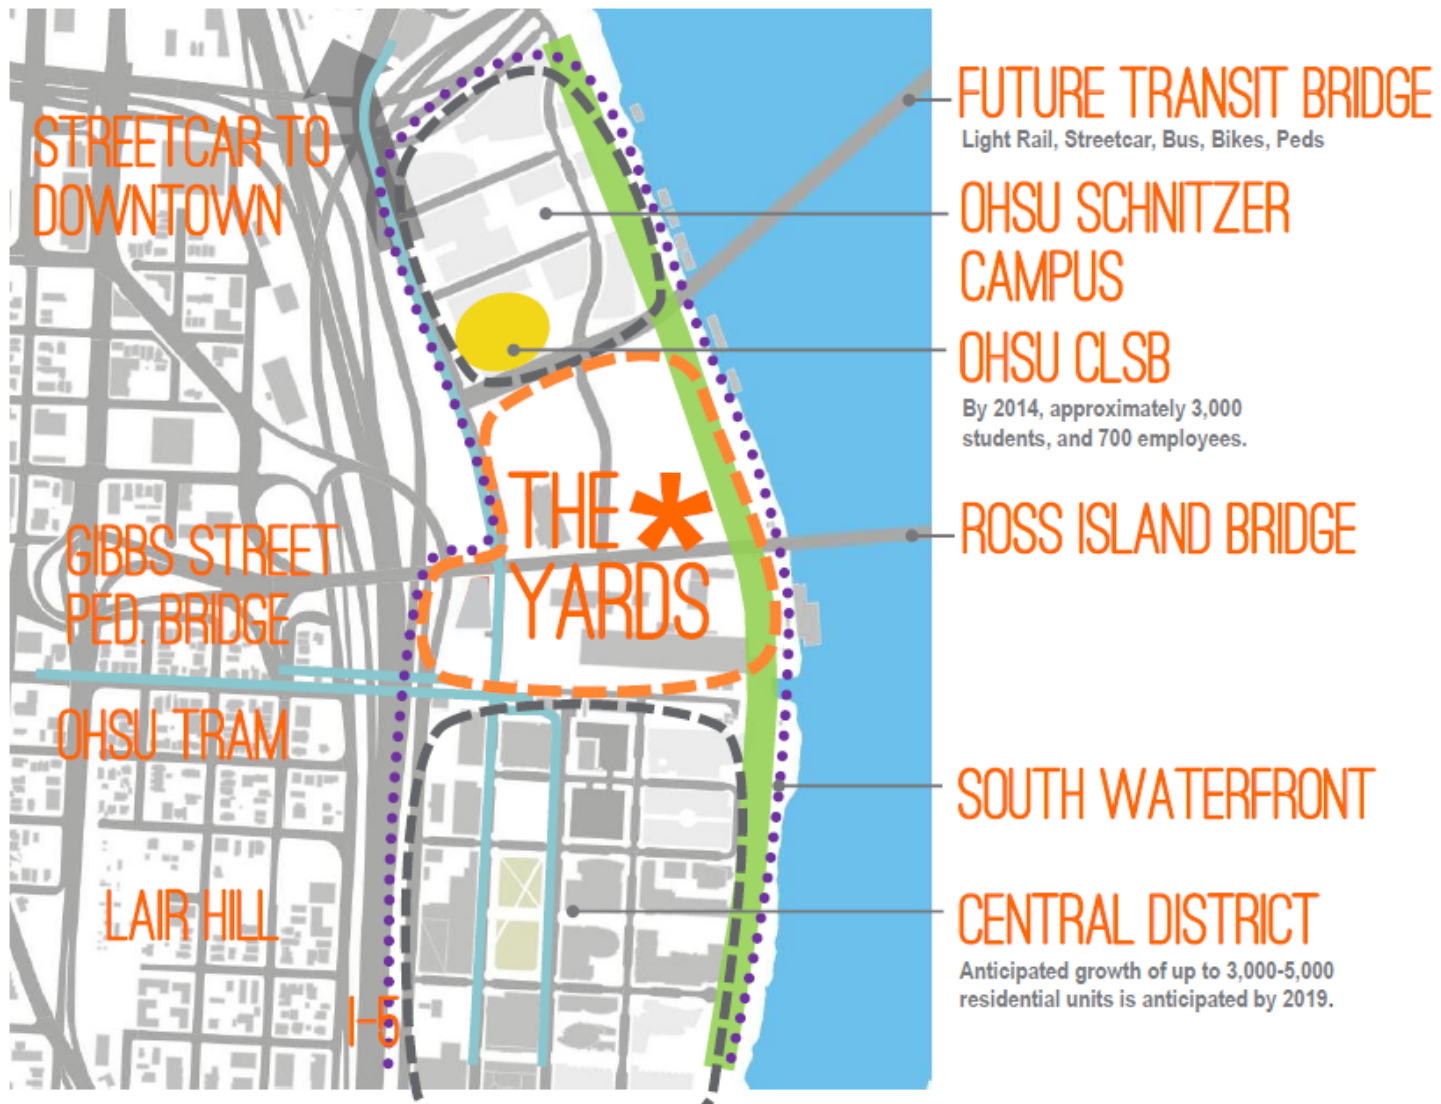 STREETCAR TO
DOWNTOWN
GIBBS STREET
PED. BRIDGE
OHSU TRAM
LAIR HILL
I-5
THE *
YARDS
FUTURE TRANSIT BRIDGE
Light Rail, Streetcar, Bus, Bikes, Peds
OHSU SCHNITZER
CAMPUS
OHSU CLSB
By 2014, approximately 3,000
students, and 700 employees.
ROSS ISLAND BRIDGE
SOUTH WATERFRONT
CENTRAL DISTRICT
Anticipated growth of up to 3,000-5,000
residential units is anticipated by 2019.